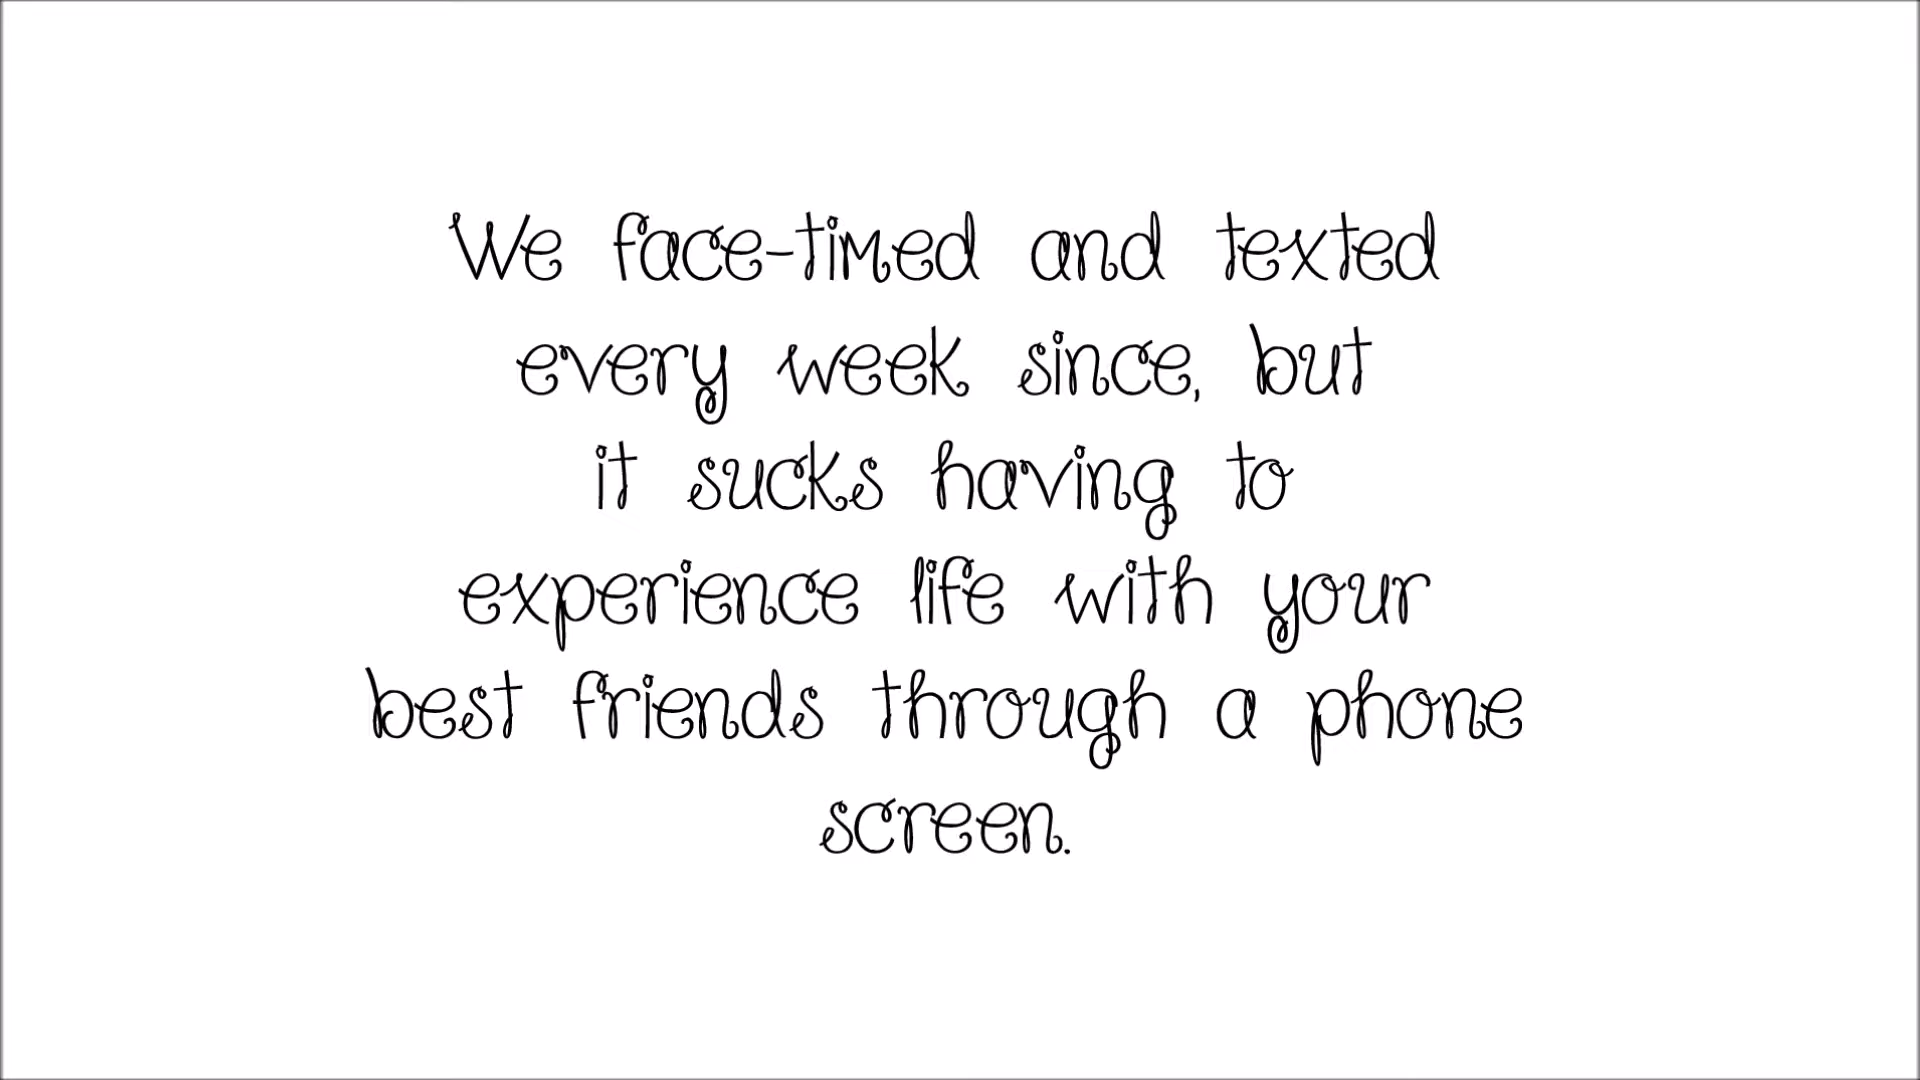 We face-timed and texted
every week since, but
it sucks having to
experience life with your
best friends through a phone
screen.